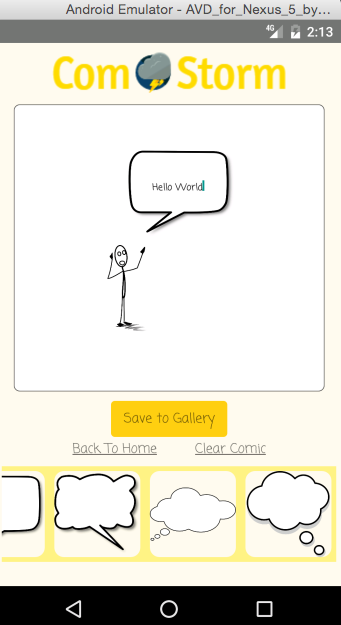 Android Emulator - AVD_for_Nexus_5_by...
4G 2:13
Com Storm
Hello World
Save to Gallery
Back To Home Clear Comic